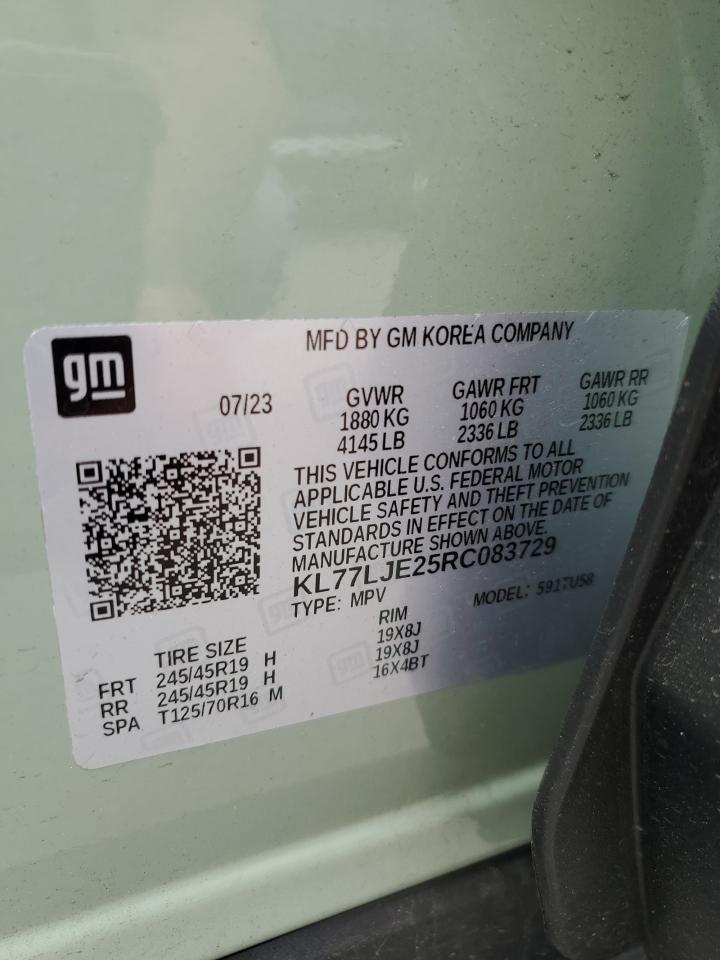 gm
MFD BY GM KOREA COMPANY
07/23
GVWR GAWR FRT GAWR RR
1880 KG 1060 KG 1060 KG
4145 LB 2336 LB 2336 LB
THIS VEHICLE CONFORMS TO ALL
APPLICABLE U.S. FEDERAL MOTOR
VEHICLE SAFETY AND THEFT PREVENTION
STANDARDS IN EFFECT ON THE DATE OF
MANUFACTURE SHOWN ABOVE.
KL77LJE25RC083729
TYPE: MPV MODEL: 5917U58
TIRE SIZE RIM
FRT 245/45R19 H 19X8J
RR 245/45R19 H 19X8J
SPA T125/70R16 M 16X4BT